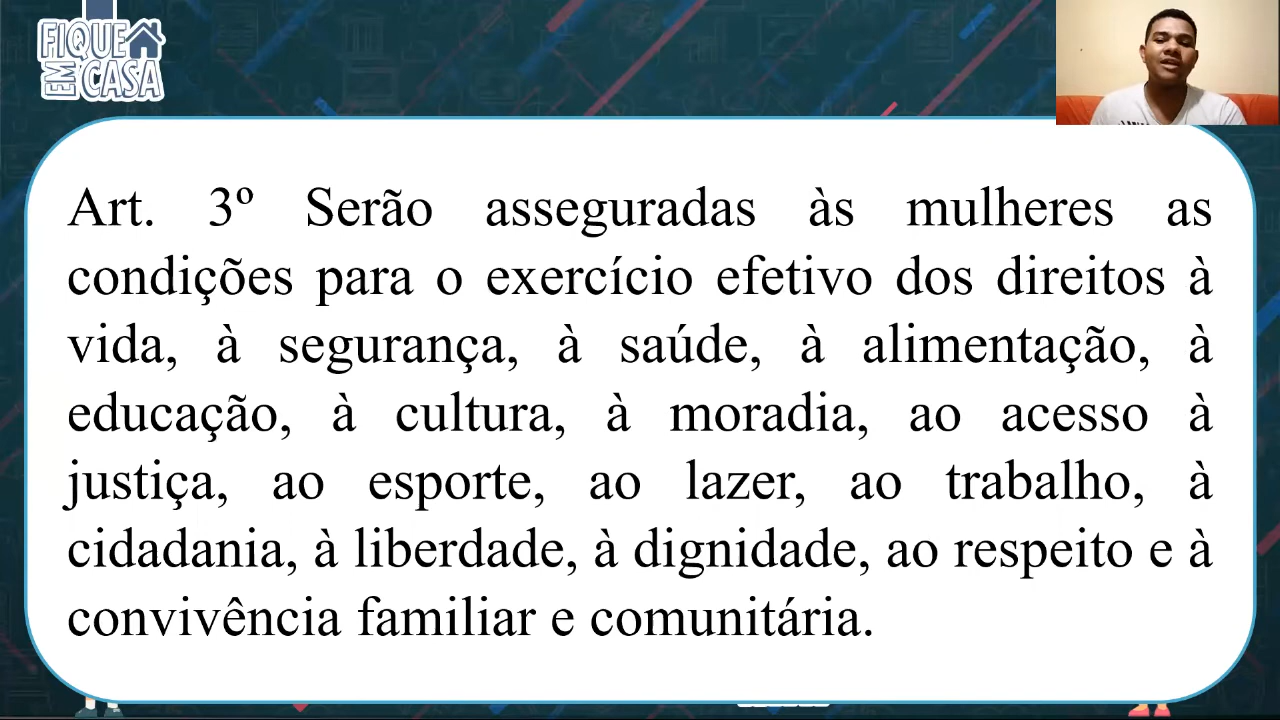 FIQUE
EM CASA
Art. 3º Serão asseguradas às mulheres as
condições para o exercício efetivo dos direitos à
vida, à segurança, à saúde, à alimentação, à
educação, à cultura, à moradia, ao acesso à
justiça, ao esporte, ao lazer, ao trabalho, à
cidadania, à liberdade, à dignidade, ao respeito e à
convivência familiar e comunitária.